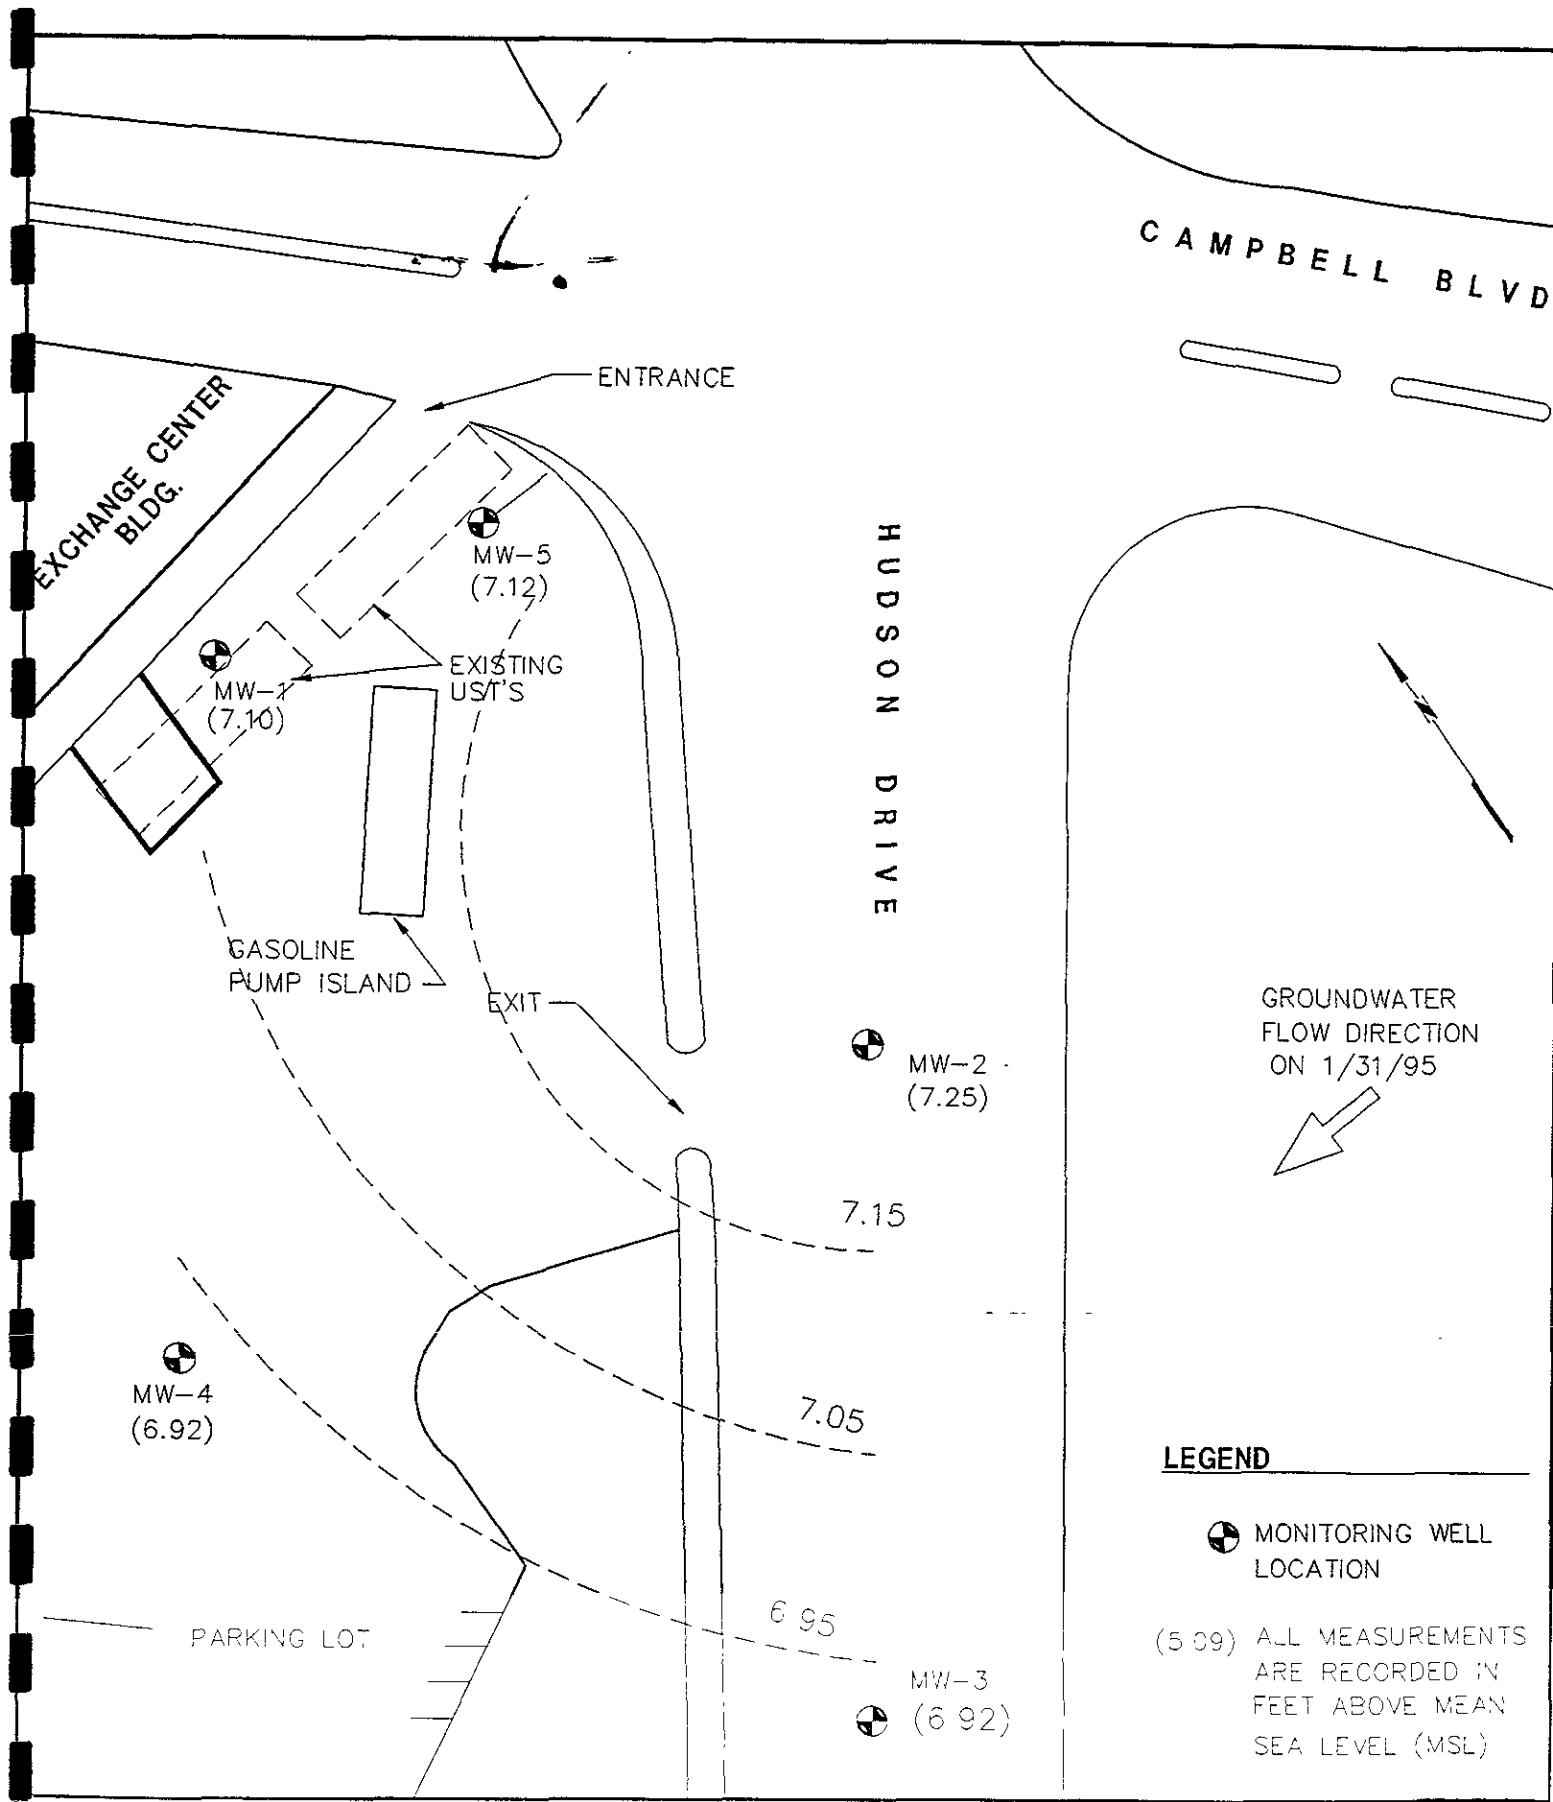 CAMPBELL BLVD
ENTRANCE
EXCHANGE CENTER
BLDG.
HUDSON DRIVE
MW-5
(7.12)
EXISTING
UST'S
MW-1
(7.10)
GASOLINE
PUMP ISLAND
EXIT
MW-2
(7.25)
GROUNDWATER
FLOW DIRECTION
ON 1/31/95
7.15
MW-4
(6.92)
7.05
LEGEND
MONITORING WELL
LOCATION
6 95
PARKING LOT
MW-3
(6 92)
(5 09) ALL MEASUREMENTS
ARE RECORDED IN
FEET ABOVE MEAN
SEA LEVEL (MSL)